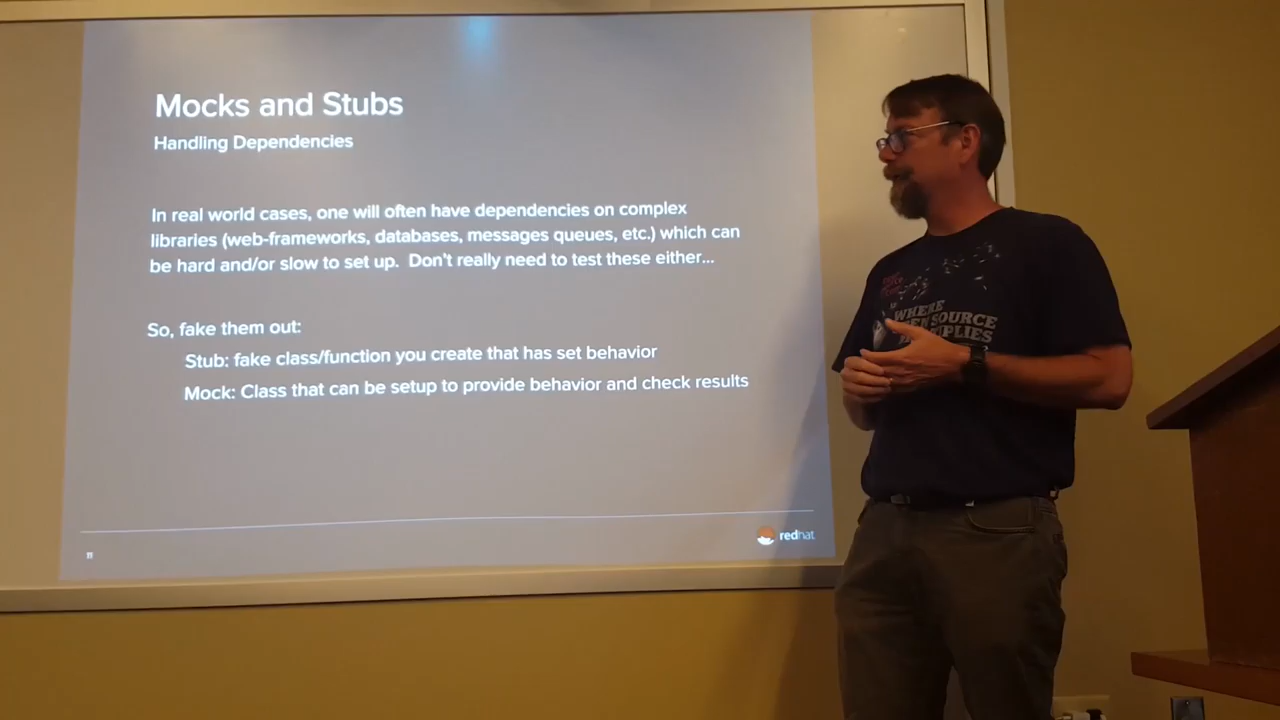 Mocks and Stubs
Handling Dependencies
In real world cases, one will often have dependencies on complex
libraries (web-frameworks, databases, messages queues, etc.) which can
be hard and/or slow to set up. Don't really need to test these either...
So, fake them out:
Stub: fake class/function you create that has set behavior
Mock: Class that can be setup to provide behavior and check results
11
redhat
WHERE
SOURCE